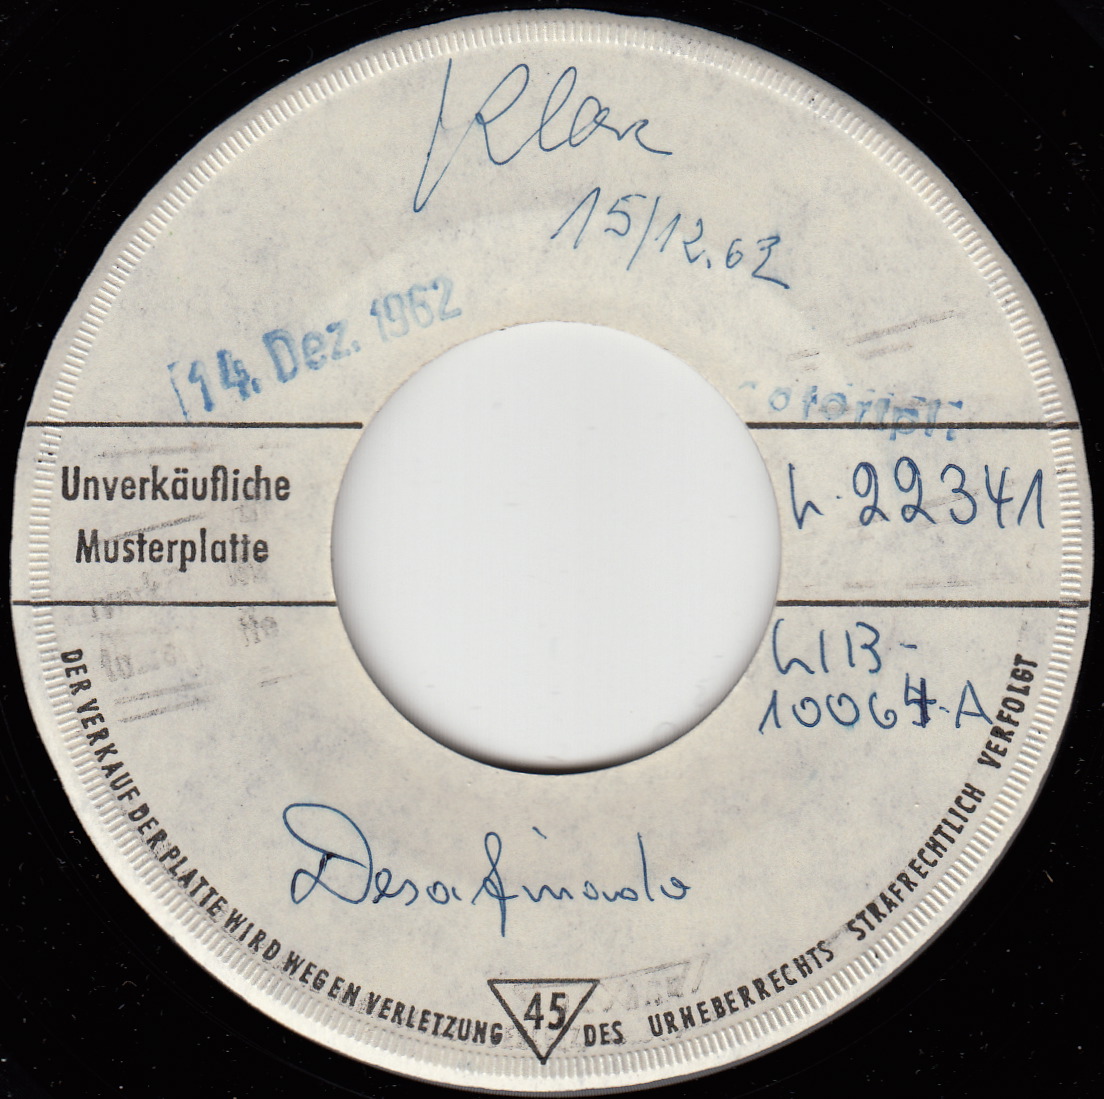 Klar
15/12.62
14. Dez. 1962
Unverkäufliche
Musterplatte
L.22341
LIB-
10064-A
Desafinado
DER VERKAUF DER PLATTE WIRD WEGEN VERLETZUNG DES URHEBERRECHTS STRAFRECHTLICH VERFOLGT
45